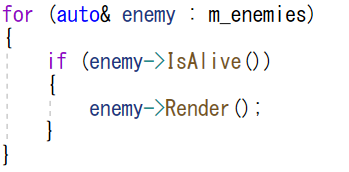 for (auto& enemy : m_enemies)
{
    if (enemy->IsAlive())
    {
        enemy->Render();
    }
}